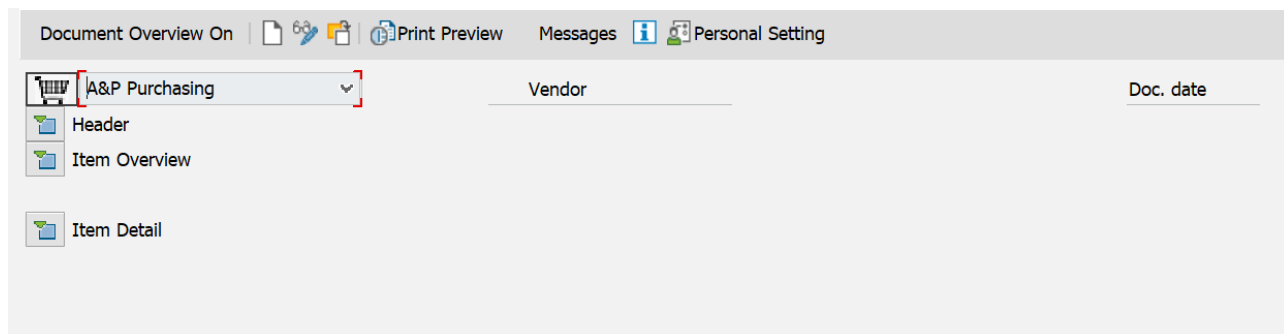 Document Overview On Print Preview Messages Personal Setting
A&P Purchasing Vendor Doc. date
Header
Item Overview
Item Detail